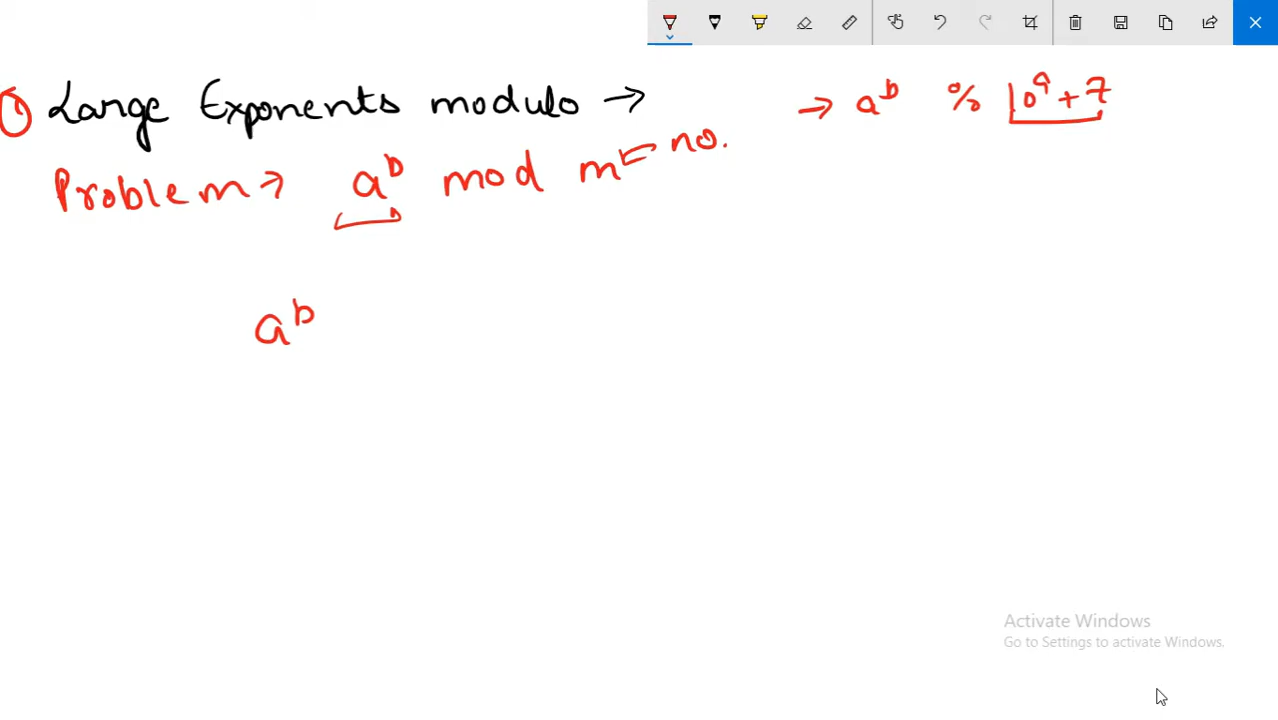 ① Large Exponents modulo →
→ a^b % 10^9 + 7
Problem → a^b mod m ← no.
a^b
Activate Windows
Go to Settings to activate Windows.